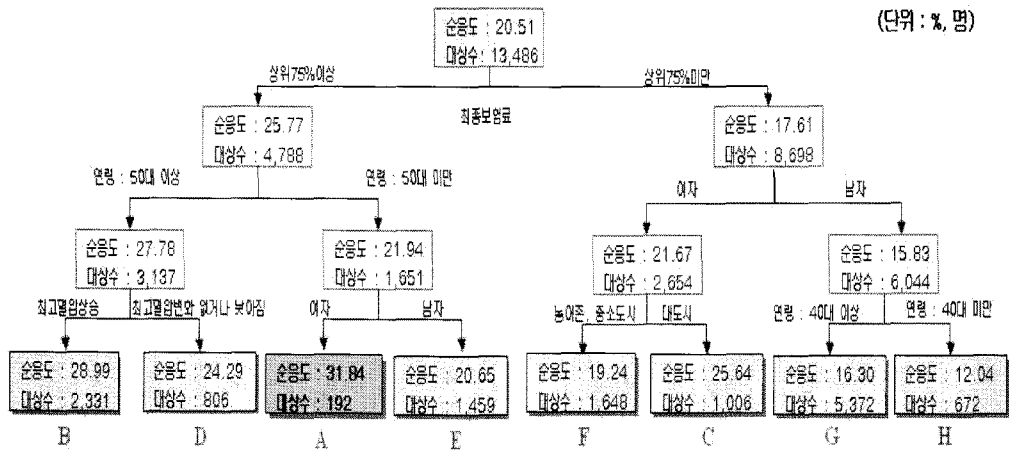 (단위 : %, 명)
순응도 : 20.51
대상수 : 13,486
상위75%이상
상위75%미만
최종보험료
순응도 : 25.77
대상수 : 4,788
순응도 : 17.61
대상수 : 8,698
연령 : 50대 이상
연령 : 50대 미만
여자
남자
순응도 : 27.78
대상수 : 3,137
순응도 : 21.94
대상수 : 1,651
순응도 : 21.67
대상수 : 2,654
순응도 : 15.83
대상수 : 6,044
최고혈압상승
최고혈압변화 없거나 낮아짐
여자
남자
농어촌, 중소도시
대도시
연령 : 40대 이상
연령 : 40대 미만
순응도 : 28.99
대상수 : 2,331
순응도 : 24.29
대상수 : 806
순응도 : 31.84
대상수 : 192
순응도 : 20.65
대상수 : 1,459
순응도 : 19.24
대상수 : 1,648
순응도 : 25.64
대상수 : 1,006
순응도 : 16.30
대상수 : 5,372
순응도 : 12.04
대상수 : 672
B
D
A
E
F
C
G
H